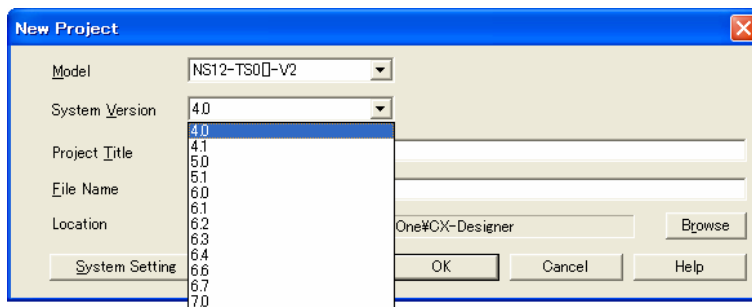 New Project
Model NS12-TS0[]-V2
System Version 4.0
4.0
4.1
5.0
Project Title 5.1
6.0
File Name 6.1
6.2
Location 6.3 One¥CX-Designer Browse
6.4
System Setting 6.6 OK Cancel Help
6.7
7.0